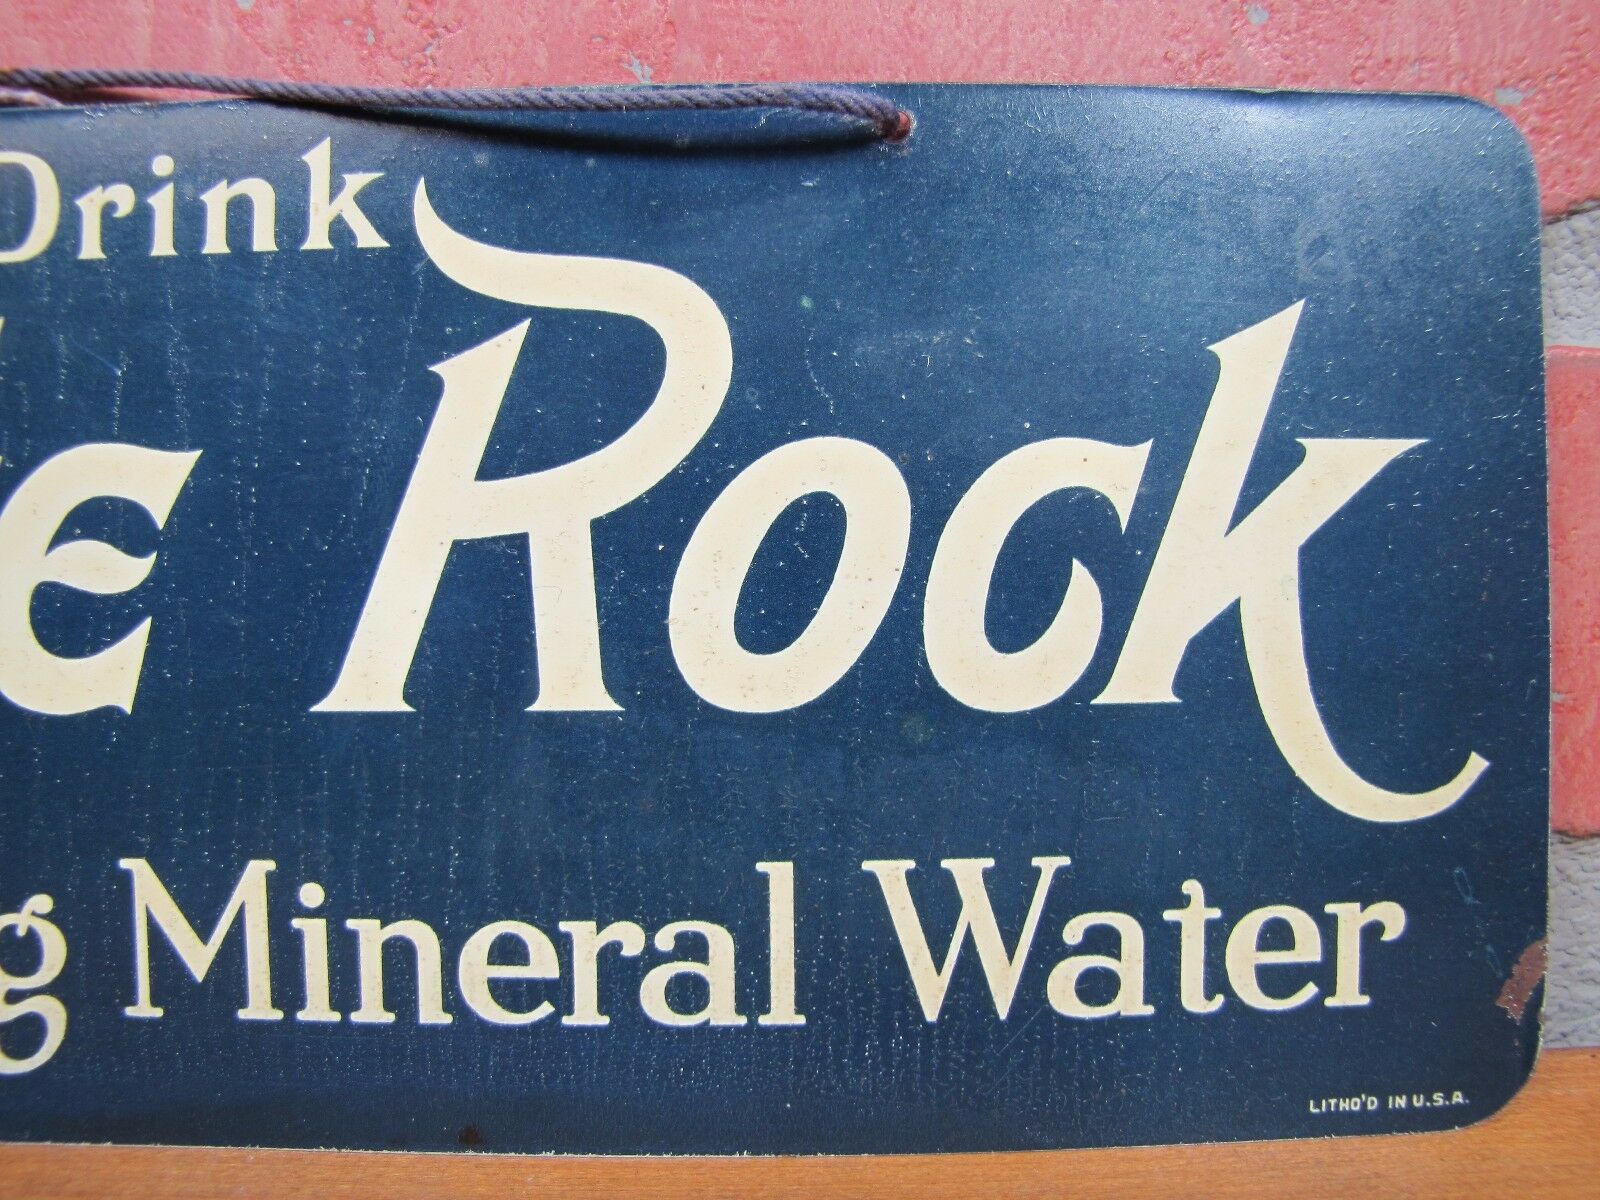 Drink
Rock
Mineral Water
LITHO'D IN U.S.A.